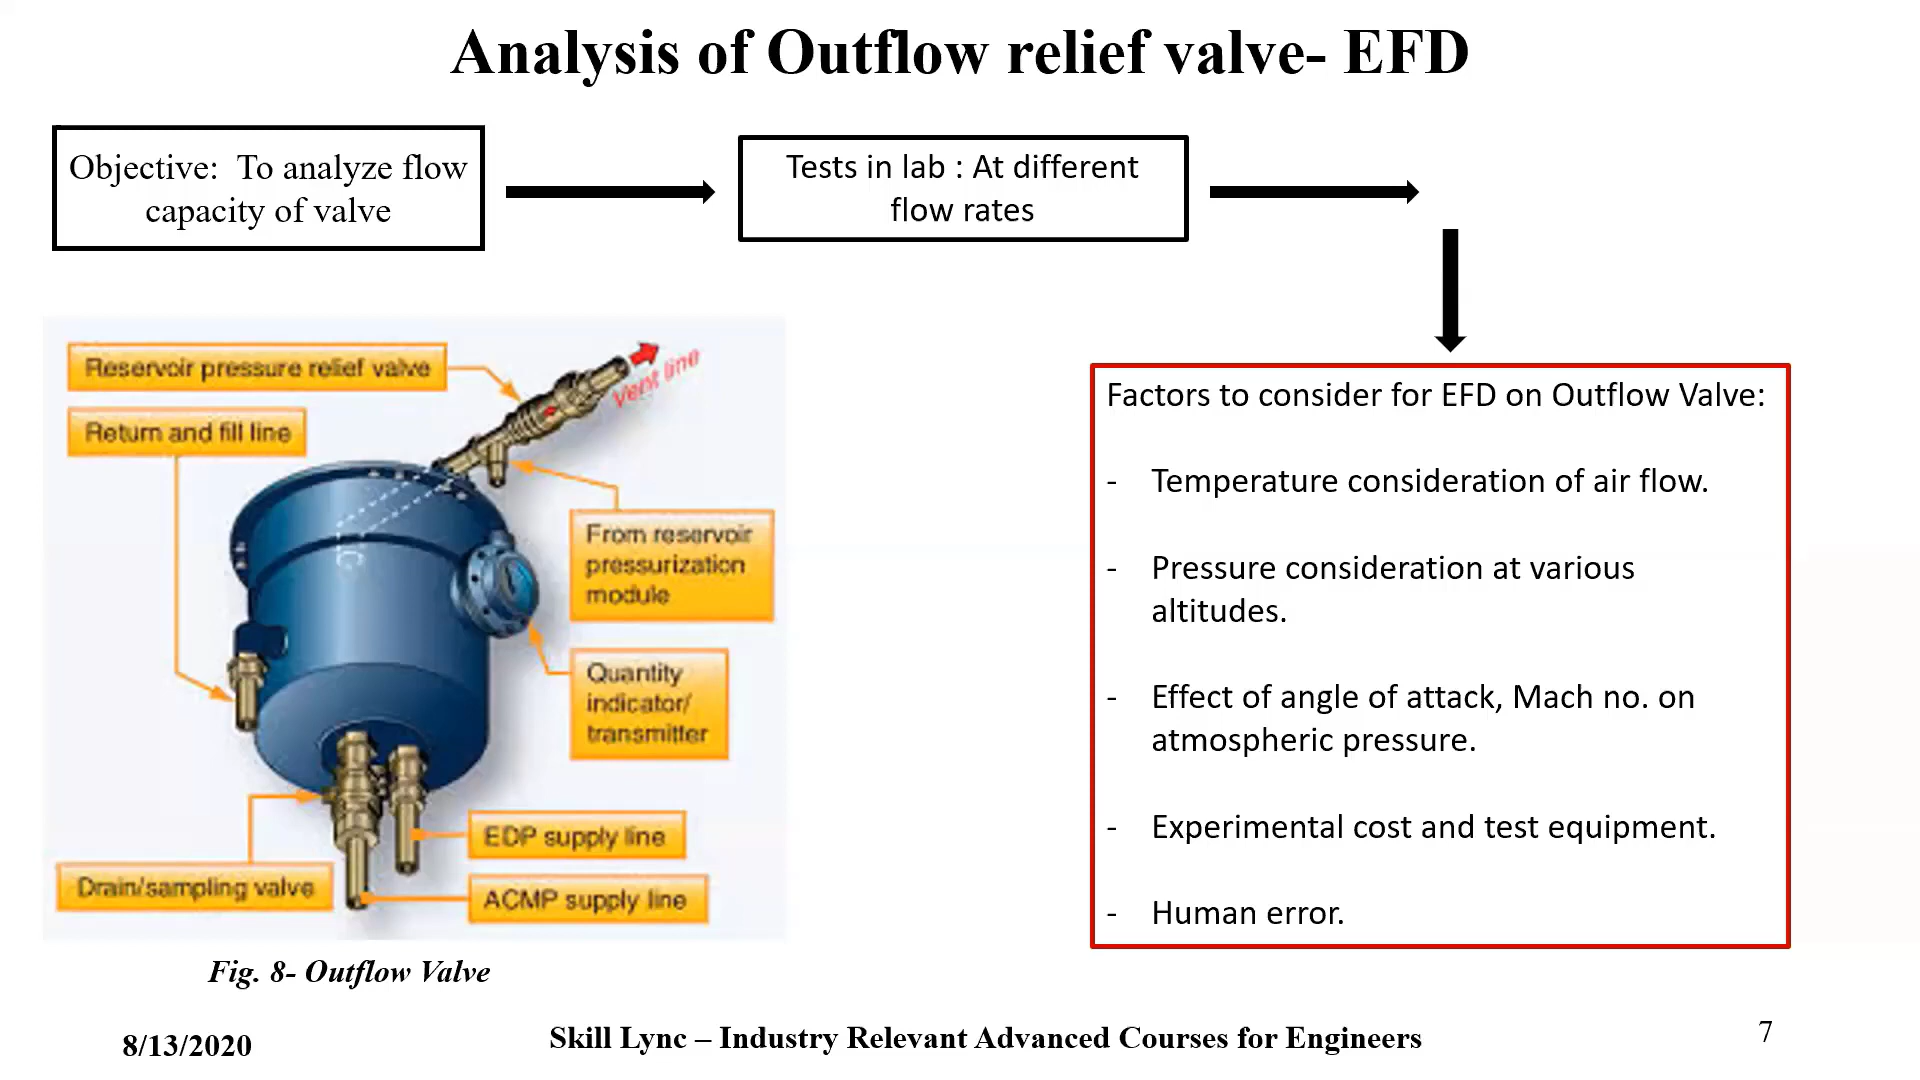 Analysis of Outflow relief valve- EFD
Objective: To analyze flow
capacity of valve
Tests in lab : At different
flow rates
Reservoir pressure relief valve
Vent line
Return and fill line
From reservoir
pressurization
module
Quantity
indicator/
transmitter
EDP supply line
Drain/sampling valve
ACMP supply line
Fig. 8- Outflow Valve
Factors to consider for EFD on Outflow Valve:
- Temperature consideration of air flow.
- Pressure consideration at various
altitudes.
- Effect of angle of attack, Mach no. on
atmospheric pressure.
- Experimental cost and test equipment.
- Human error.
8/13/2020
Skill Lync – Industry Relevant Advanced Courses for Engineers
7